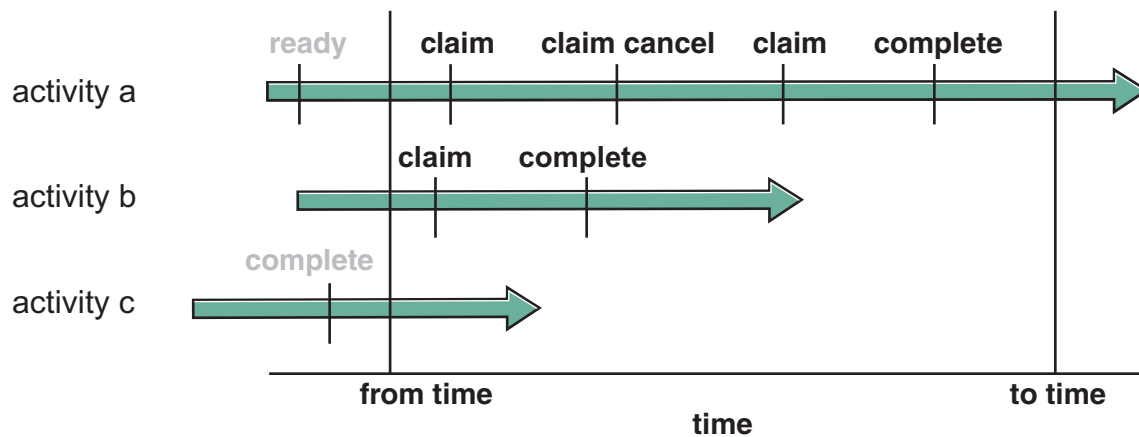 ready claim claim cancel claim complete
activity a
claim complete
activity b
complete
activity c
from time to time
time